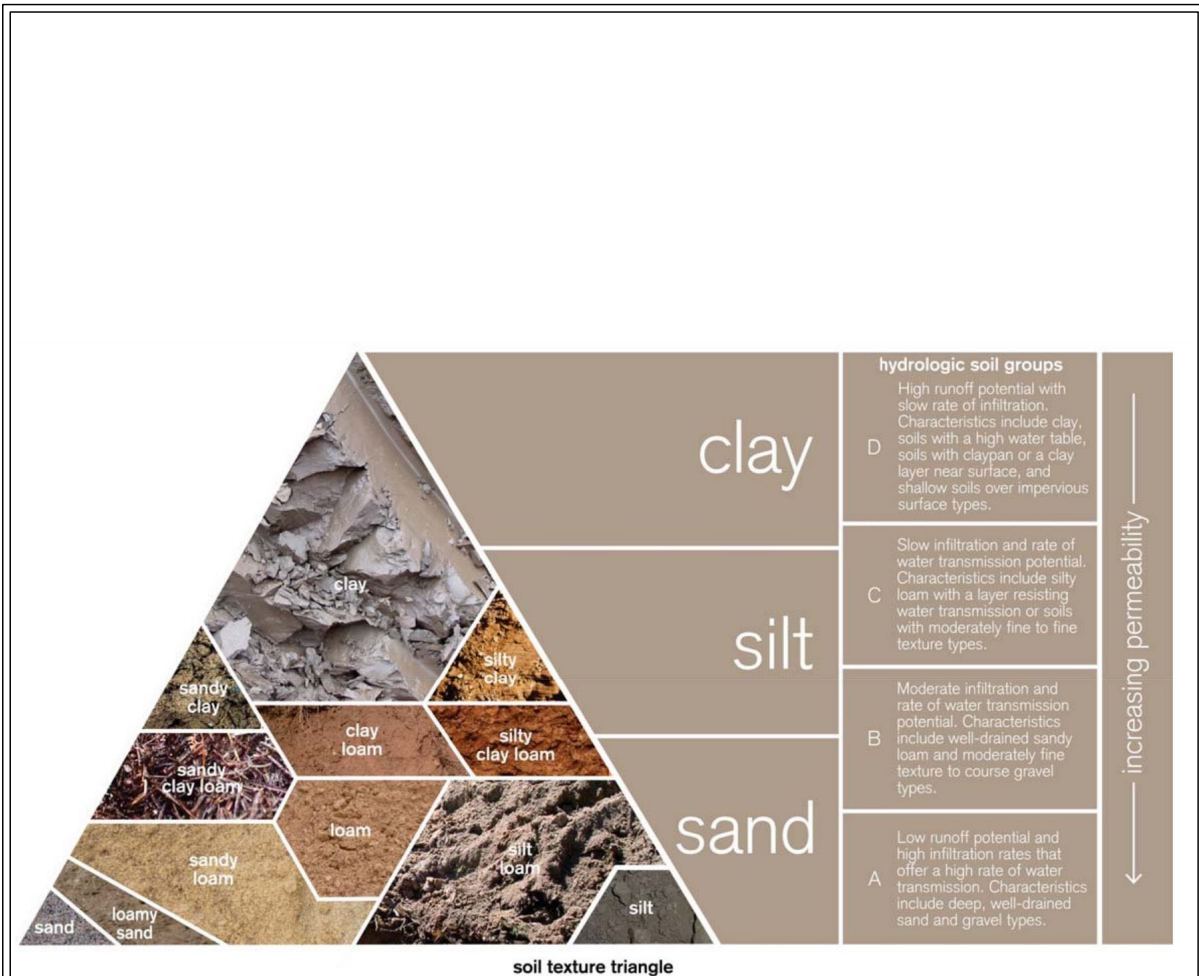 clay
sandy
clay
silty
clay
clay
loam
silty
clay loam
sandy
clay loam
loam
silt
loam
sandy
loam
silt
sand
loamy
sand
clay
silt
sand
hydrologic soil groups
D
High runoff potential with
slow rate of infiltration.
Characteristics include clay,
soils with a high water table,
soils with claypan or a clay
layer near surface, and
shallow soils over impervious
surface types.
C
Slow infiltration and rate of
water transmission potential.
Characteristics include silty
loam with a layer resisting
water transmission or soils
with moderately fine to fine
texture types.
B
Moderate infiltration and
rate of water transmission
potential. Characteristics
include well-drained sandy
loam and moderately fine
texture to course gravel
types.
A
Low runoff potential and
high infiltration rates that
offer a high rate of water
transmission. Characteristics
include deep, well-drained
sand and gravel types.
increasing permeability
soil texture triangle